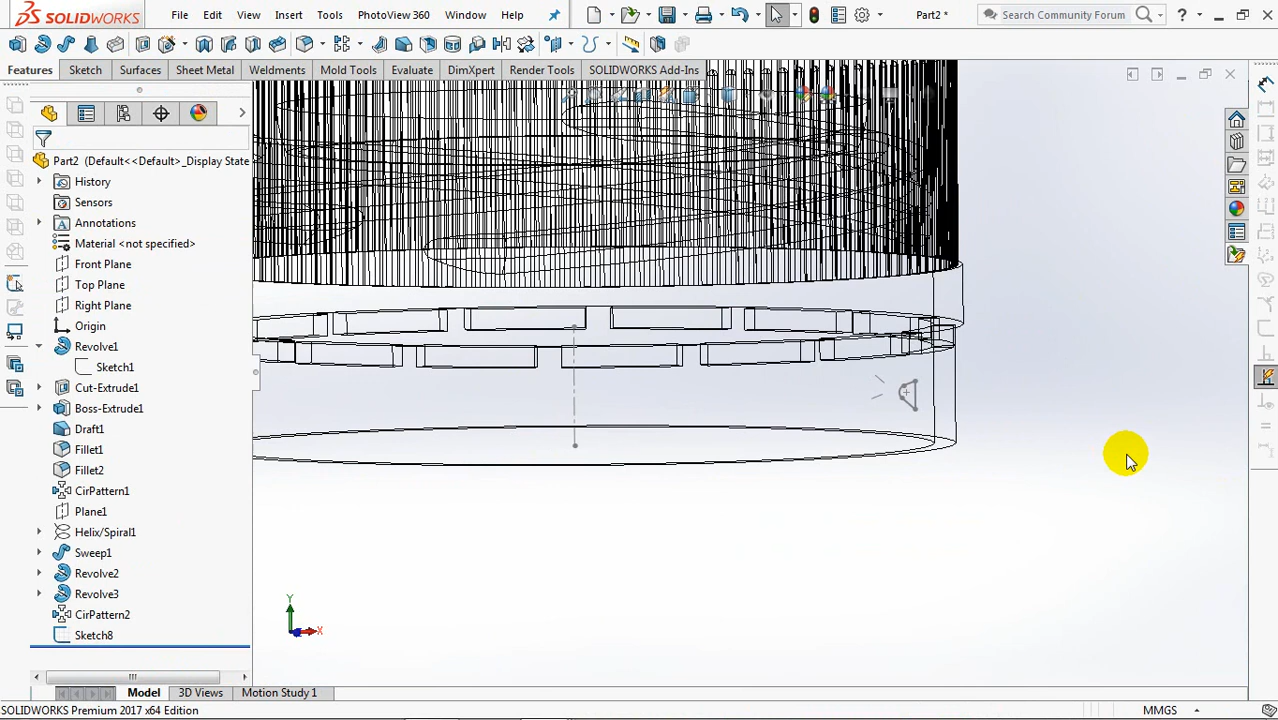 SOLIDWORKS File Edit View Insert Tools PhotoView 360 Window Help Part2 * Search Community Forum ?
Features Sketch Surfaces Sheet Metal Weldments Mold Tools Evaluate DimXpert Render Tools SOLIDWORKS Add-Ins
Part2 (Default<<Default>_Display State
History
Sensors
Annotations
Material <not specified>
Front Plane
Top Plane
Right Plane
Origin
Revolve1
Sketch1
Cut-Extrude1
Boss-Extrude1
Draft1
Fillet1
Fillet2
CirPattern1
Plane1
Helix/Spiral1
Sweep1
Revolve2
Revolve3
CirPattern2
Sketch8
Y
X
Model 3D Views Motion Study 1
SOLIDWORKS Premium 2017 x64 Edition MMGS